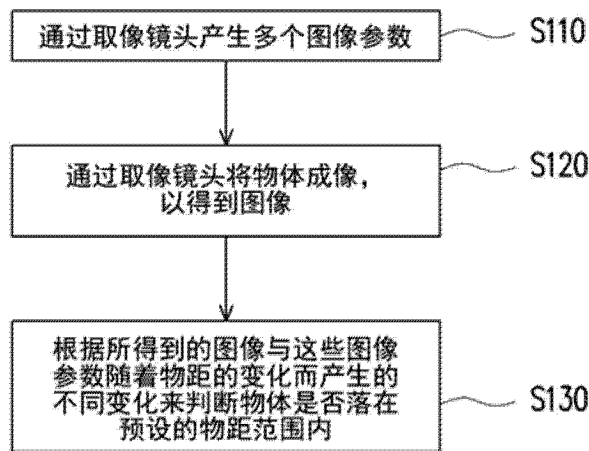 通过取像镜头产生多个图像参数
S110
通过取像镜头将物体成像，
以得到图像
S120
根据所得到的图像与这些图像
参数随着物距的变化而产生的
不同变化来判断物体是否落在
预设的物距范围内
S130